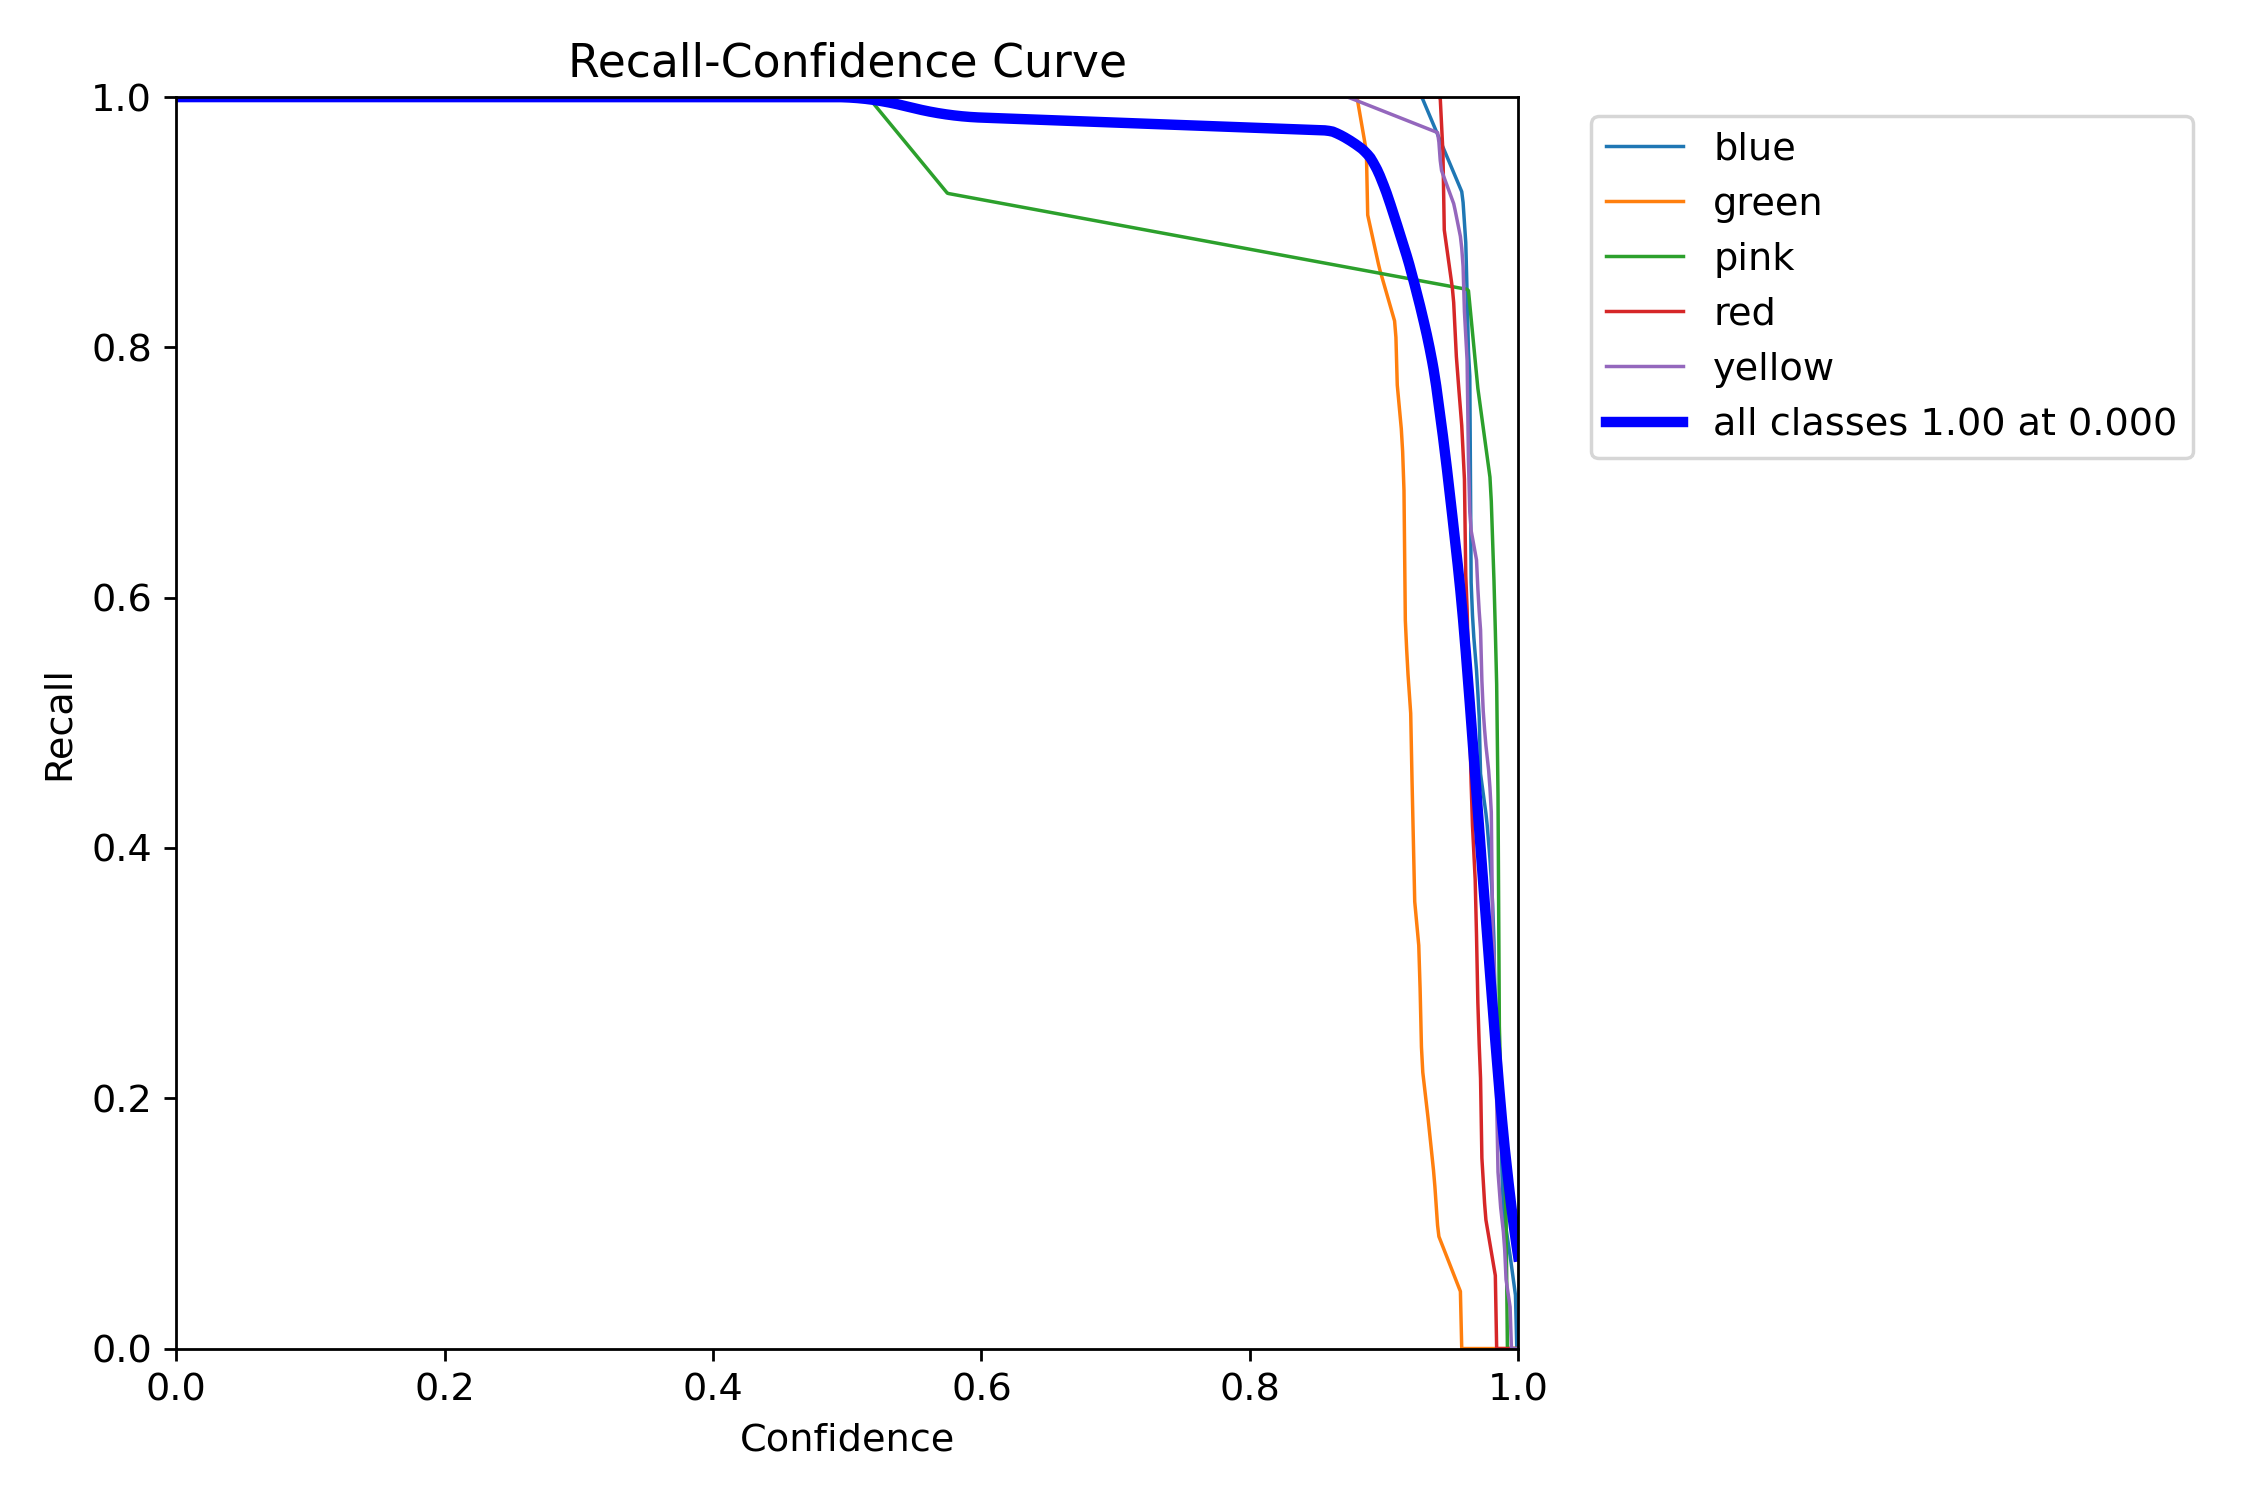 Recall-Confidence Curve
1.0
0.8
0.6
0.4
0.2
0.0
Recall
0.0 0.2 0.4 0.6 0.8 1.0
Confidence
blue
green
pink
red
yellow
all classes 1.00 at 0.000